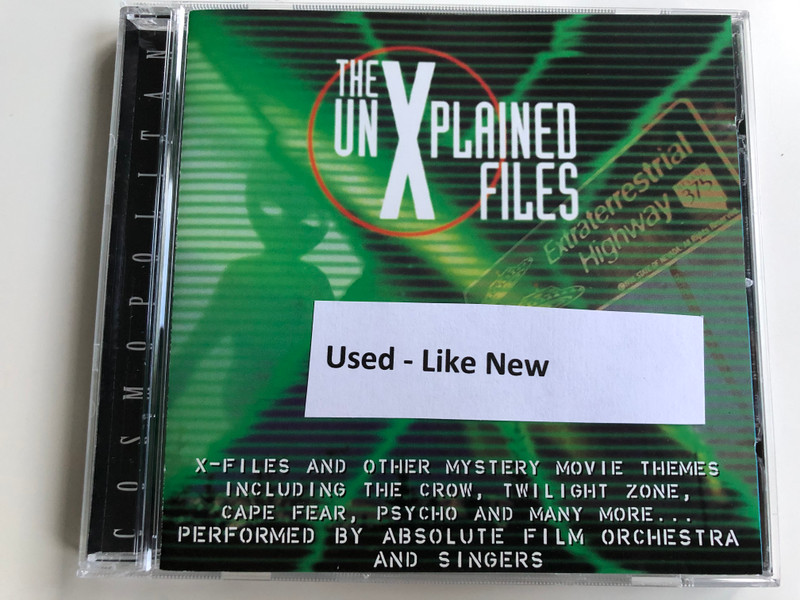 COSMOPOLITAN
THE
UNXPLAINED
FILES
Extraterrestrial
Highway
375
Used - Like New
X-FILES AND OTHER MYSTERY MOVIE THEMES
INCLUDING THE CROW, TWILIGHT ZONE,
CAPE FEAR, PSYCHO AND MANY MORE...
PERFORMED BY ABSOLUTE FILM ORCHESTRA
AND SINGERS